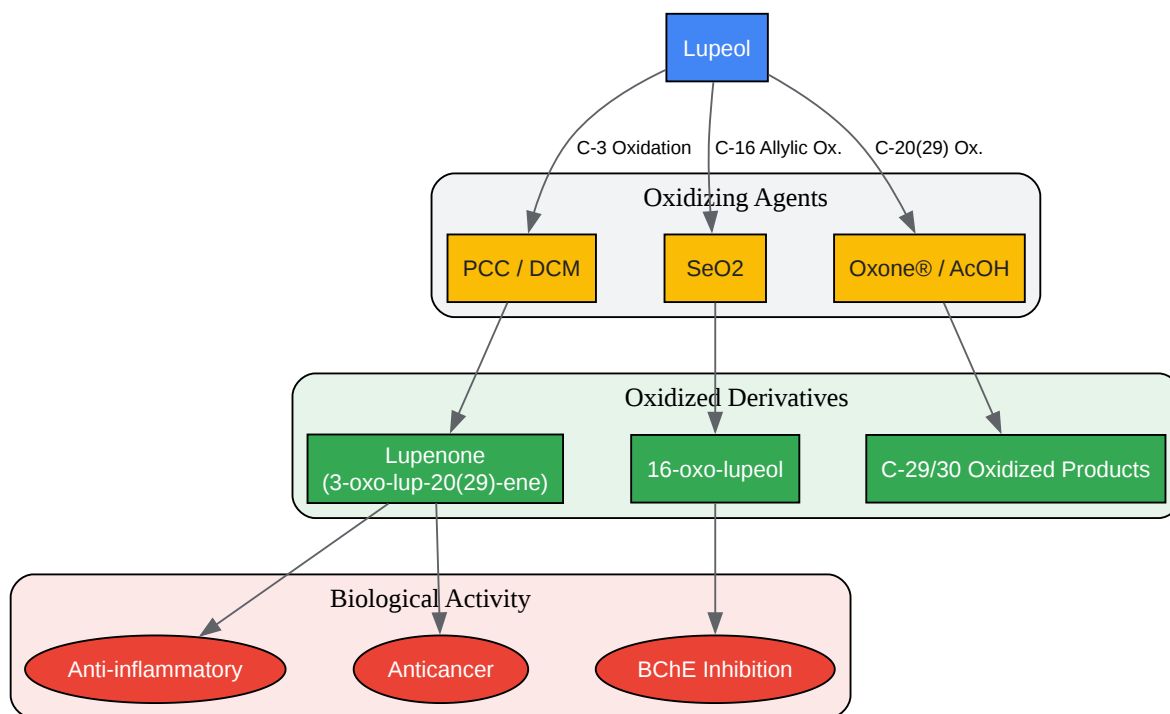 Lupeol
C-3 Oxidation
C-16 Allylic Ox.
C-20(29) Ox.
Oxidizing Agents
PCC / DCM
SeO2
Oxone® / AcOH
Oxidized Derivatives
Lupenone
(3-oxo-lup-20(29)-ene)
16-oxo-lupeol
C-29/30 Oxidized Products
Biological Activity
Anti-inflammatory
Anticancer
BChE Inhibition